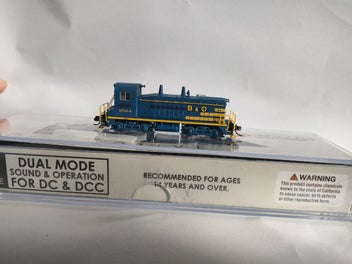 B & O
DUAL MODE
SOUND & OPERATION
FOR DC & DCC
RECOMMENDED FOR AGES
14 YEARS AND OVER.
WARNING
This product contains chemicals
known to the state of California
to cause cancer, birth defects
or other reproductive harm.